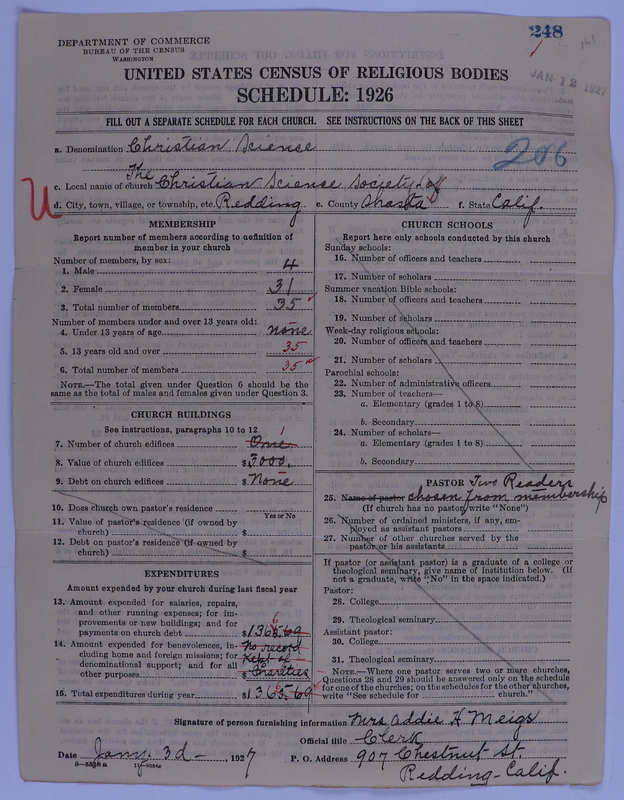 248
DEPARTMENT OF COMMERCE
BUREAU OF THE CENSUS
WASHINGTON
JAN 12 1927
UNITED STATES CENSUS OF RELIGIOUS BODIES
SCHEDULE: 1926
FILL OUT A SEPARATE SCHEDULE FOR EACH CHURCH. SEE INSTRUCTIONS ON THE BACK OF THIS SHEET
a. Denomination Christian Science
206
The
c. Local name of church Christian Science Society of
U
d. City, town, village, or township, etc. Redding e. County Shasta f. State Calif.
MEMBERSHIP
Report number of members according to definition of
member in your church
Number of members, by sex:
1. Male 4
2. Female 31
3. Total number of members 35
Number of members under and over 13 years old:
4. Under 13 years of age none
5. 13 years old and over 35
6. Total number of members 35
NOTE.—The total given under Question 6 should be the
same as the total of males and females given under Question 3.
CHURCH BUILDINGS
See instructions, paragraphs 10 to 12
1
7. Number of church edifices One
8. Value of church edifices $3000.
9. Debt on church edifices $None
10. Does church own pastor's residence
Yes or No
11. Value of pastor's residence (if owned by
church) $
12. Debt on pastor's residence (if owned by
church) $
EXPENDITURES
Amount expended by your church during last fiscal year
13. Amount expended for salaries, repairs,
and other running expenses; for im-
provements or new buildings; and for
6
payments on church debt $1365.69
14. Amount expended for benevolences, in-
cluding home and foreign missions; for
denominational support; and for all
other purposes $
No record
Kept of
Charities
15. Total expenditures during year $1365.69
CHURCH SCHOOLS
Report here only schools conducted by this church
Sunday schools:
16. Number of officers and teachers
17. Number of scholars
Summer vacation Bible schools:
18. Number of officers and teachers
19. Number of scholars
Week-day religious schools:
20. Number of officers and teachers
21. Number of scholars
Parochial schools:
22. Number of administrative officers
23. Number of teachers—
a. Elementary (grades 1 to 8)
b. Secondary
24. Number of scholars—
a. Elementary (grades 1 to 8)
b. Secondary
PASTOR Two Readers
25. Name of pastor chosen from membership
(If church has no pastor, write "None")
26. Number of ordained ministers, if any, em-
ployed as assistant pastors
27. Number of other churches served by the
pastor or his assistants
If pastor (or assistant pastor) is a graduate of a college or
theological seminary, give name of institution below. (If
not a graduate, write "No" in the space indicated.)
Pastor:
28. College
29. Theological seminary
Assistant pastor:
30. College
31. Theological seminary
NOTE.—Where one pastor serves two or more churches,
Questions 28 and 29 should be answered only on the schedule
for one of the churches; on the schedules for the other churches,
write "See schedule for church."
Signature of person furnishing information Mrs Addie H Meigs
Official title Clerk
Date Jany. 3d -, 1927
P. O. Address 907 Chestnut St.
Redding - Calif.